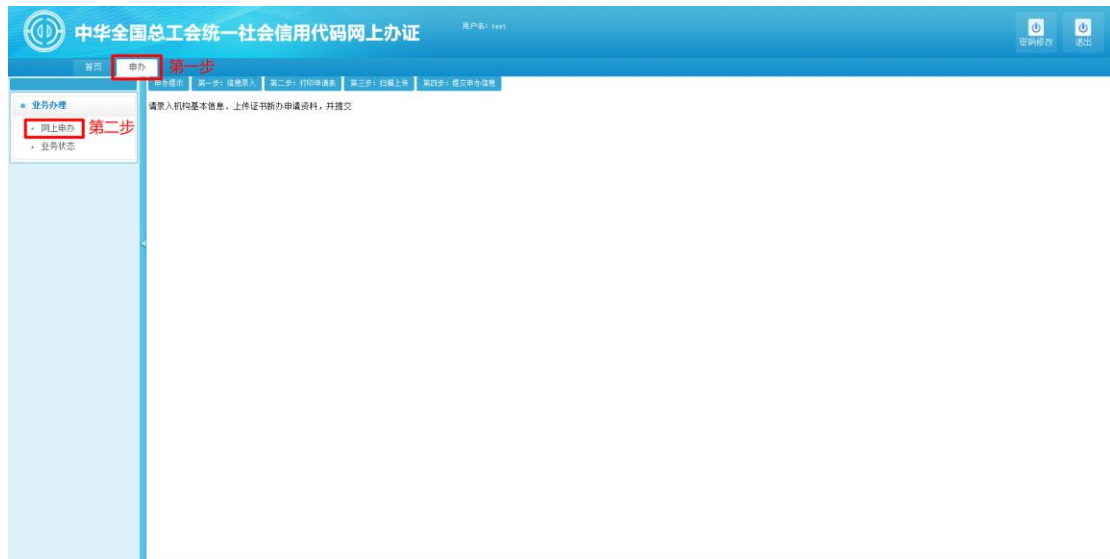 中华全国总工会统一社会信用代码网上办证
用户名: test
密码修改
退出
首页
申办
第一步
申办提示 第一步: 信息录入 第二步: 打印申请表 第三步: 扫描上传 第四步: 提交申办信息
业务办理
网上申办
第二步
业务状态
请录入机构基本信息、上传证书新办申请资料，并提交